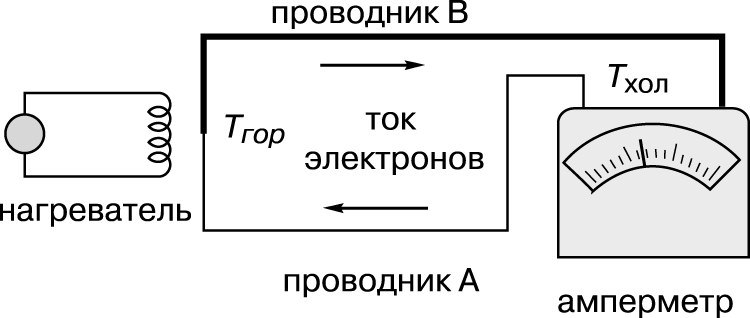 проводник В
Tхол
Tгор
ток
электронов
нагреватель
проводник А
амперметр